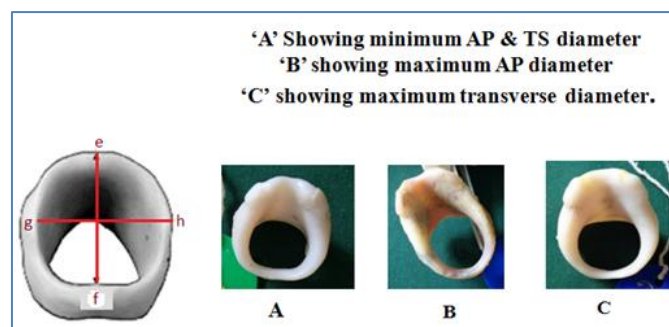 ‘A’ Showing minimum AP & TS diameter
‘B’ showing maximum AP diameter
‘C’ showing maximum transverse diameter.
e
g
h
f
A
B
C